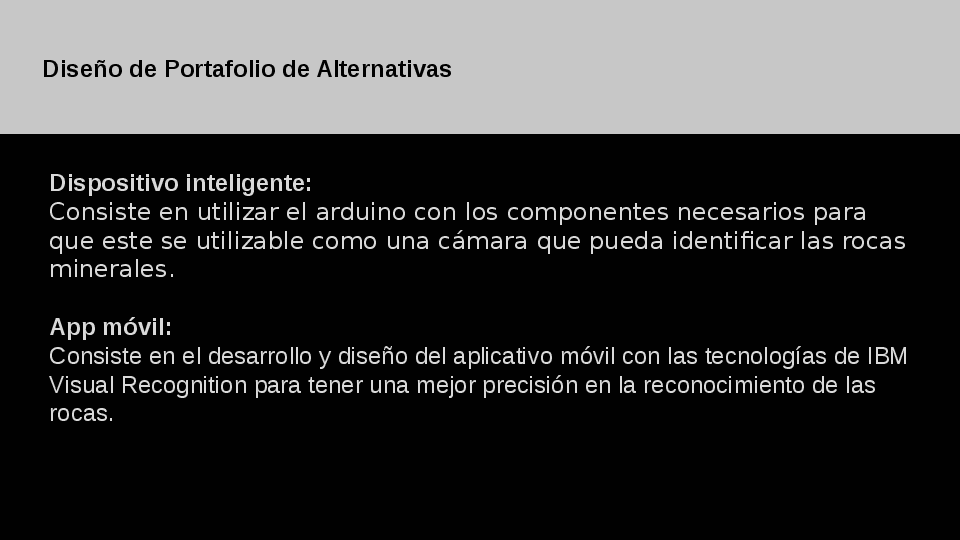 Diseño de Portafolio de Alternativas
Dispositivo inteligente:
Consiste en utilizar el arduino con los componentes necesarios para
que este se utilizable como una cámara que pueda identificar las rocas
minerales.
App móvil:
Consiste en el desarrollo y diseño del aplicativo móvil con las tecnologías de IBM
Visual Recognition para tener una mejor precisión en la reconocimiento de las
rocas.